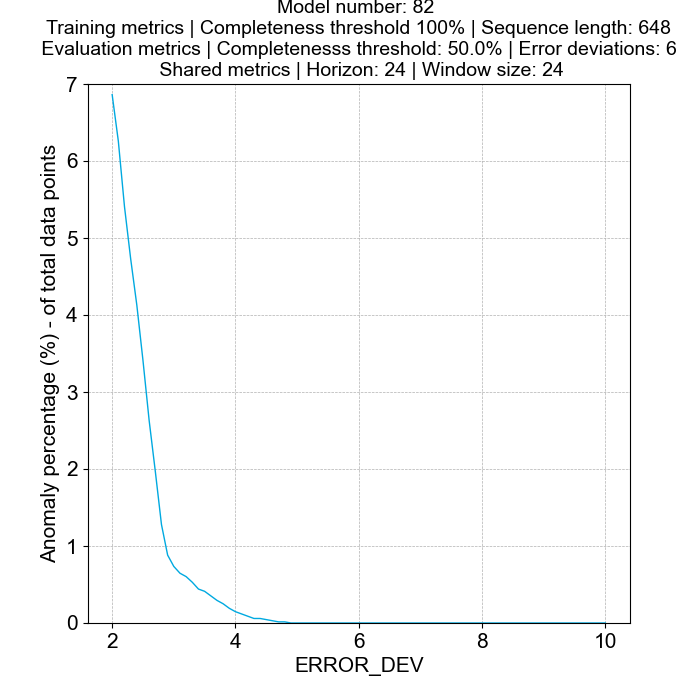 Model number: 82
Training metrics | Completeness threshold 100% | Sequence length: 648
Evaluation metrics | Completenesss threshold: 50.0% | Error deviations: 6
Shared metrics | Horizon: 24 | Window size: 24
7
6
5
4
3
2
1
0
Anomaly percentage (%) - of total data points
2 4 6 8 10
ERROR_DEV